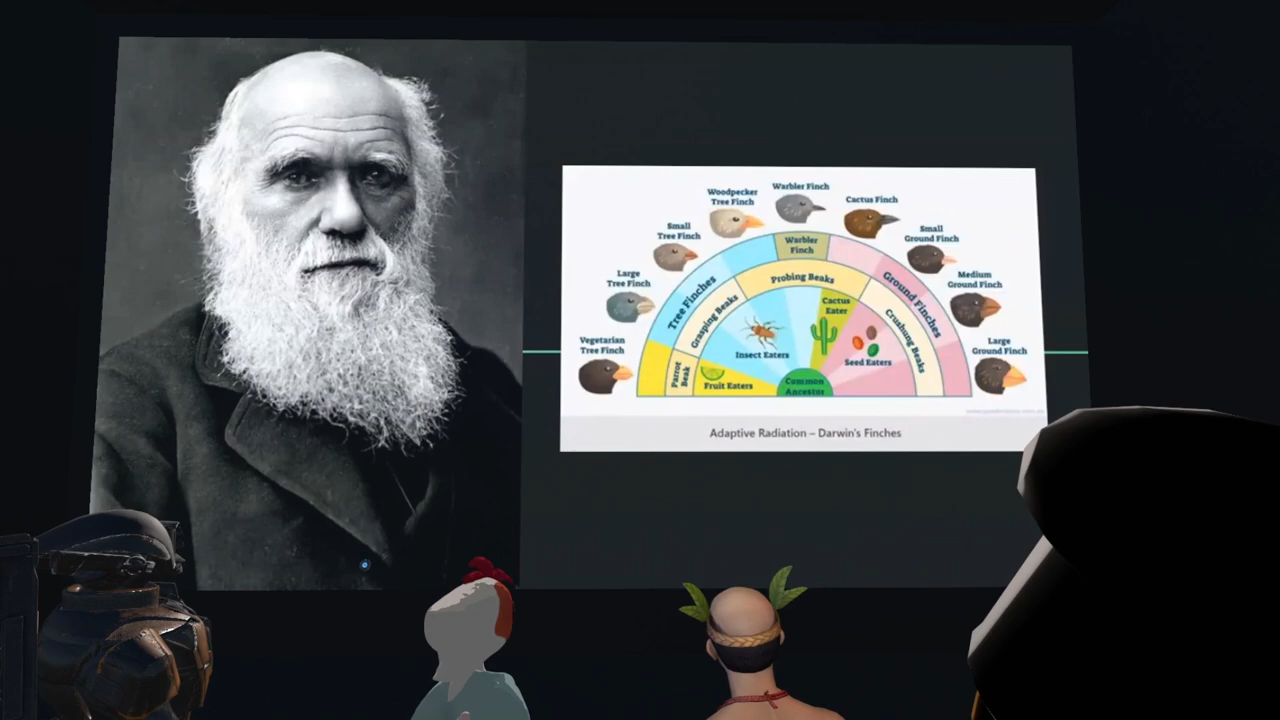 Woodpecker
Tree Finch
Warbler Finch
Cactus Finch
Small
Tree Finch
Small
Ground Finch
Large
Tree Finch
Medium
Ground Finch
Vegetarian
Tree Finch
Large
Ground Finch
Warbler
Finch
Tree Finches
Ground Finches
Probing Beaks
Grasping Beaks
Crushung Beaks
Parrot
Beak
Cactus
Eater
Insect Eaters
Seed Eaters
Fruit Eaters
Common
Ancestor
Adaptive Radiation – Darwin's Finches